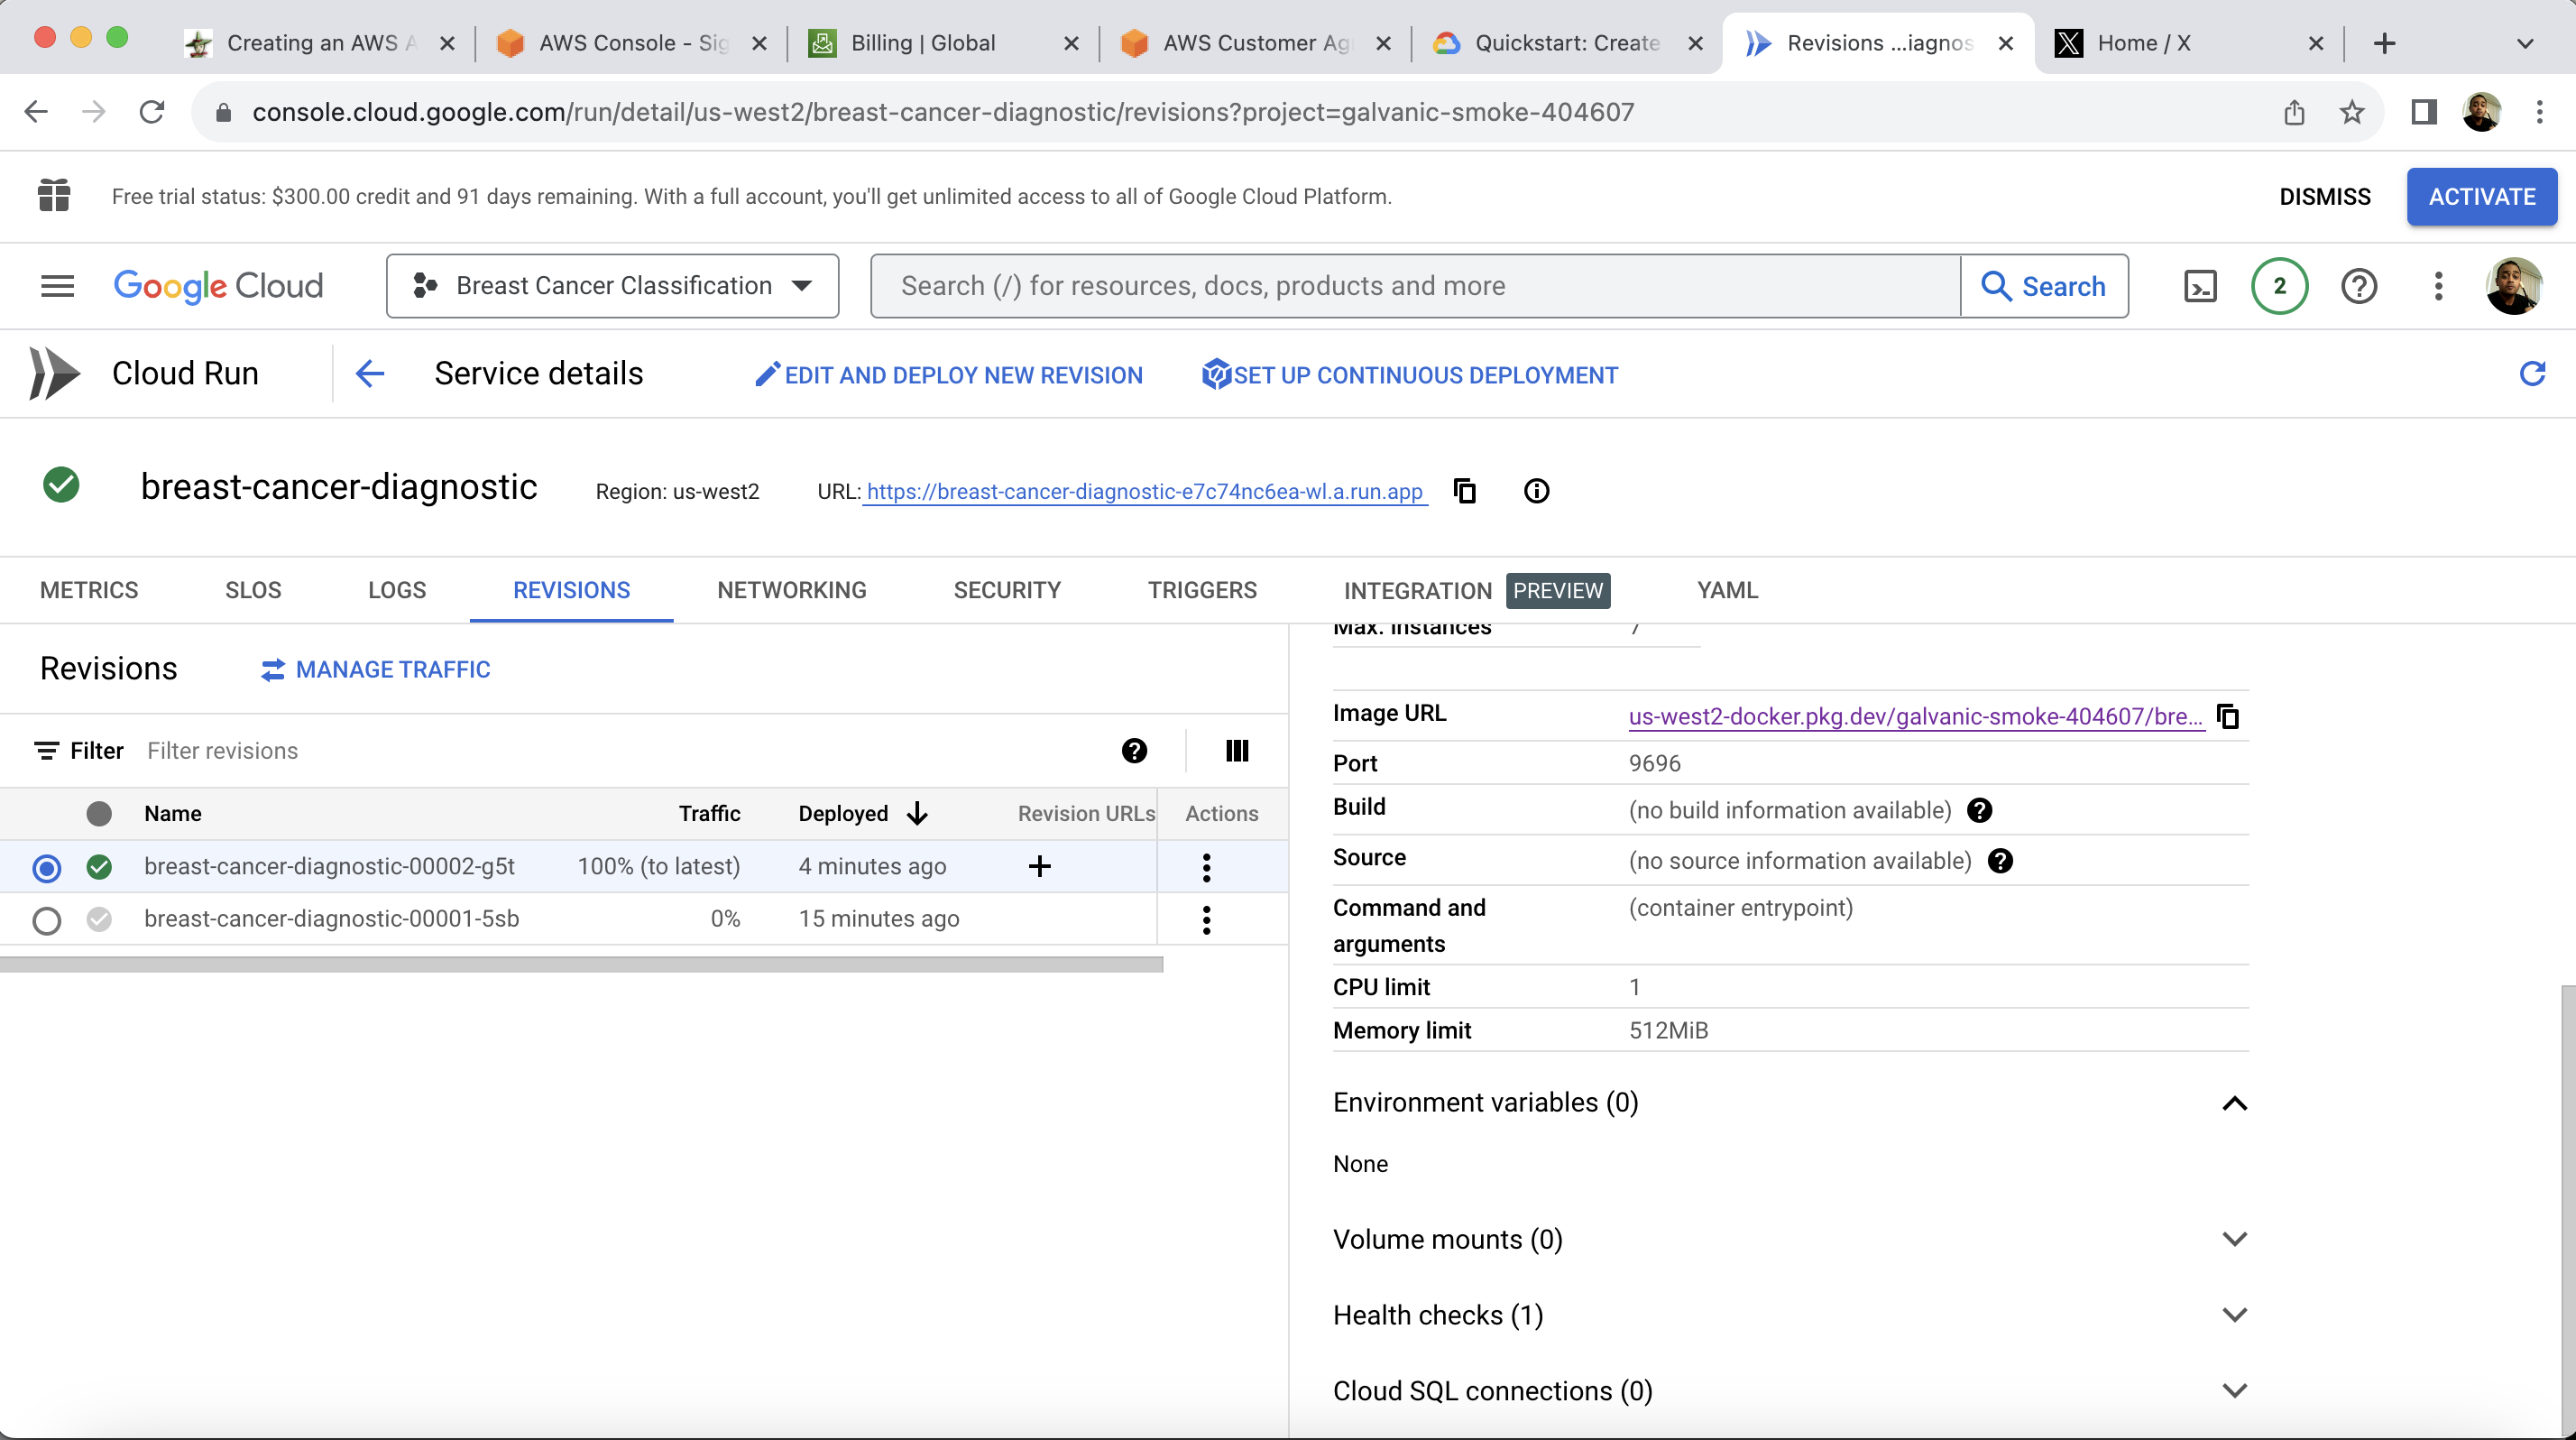 Creating an AWS A
AWS Console - Sig
Billing | Global
AWS Customer Ag
Quickstart: Create
Revisions ...iagnos
Home / X
console.cloud.google.com/run/detail/us-west2/breast-cancer-diagnostic/revisions?project=galvanic-smoke-404607
Free trial status: $300.00 credit and 91 days remaining. With a full account, you'll get unlimited access to all of Google Cloud Platform.
DISMISS
ACTIVATE
Google Cloud
Breast Cancer Classification
Search (/) for resources, docs, products and more
Search
2
Cloud Run
Service details
EDIT AND DEPLOY NEW REVISION
SET UP CONTINUOUS DEPLOYMENT
breast-cancer-diagnostic
Region: us-west2
URL: https://breast-cancer-diagnostic-e7c74nc6ea-wl.a.run.app
METRICS
SLOS
LOGS
REVISIONS
NETWORKING
SECURITY
TRIGGERS
INTEGRATION PREVIEW
YAML
Revisions
MANAGE TRAFFIC
Filter Filter revisions
Name Traffic Deployed Revision URLs Actions
breast-cancer-diagnostic-00002-g5t 100% (to latest) 4 minutes ago
breast-cancer-diagnostic-00001-5sb 0% 15 minutes ago
Max. instances 7
Image URL us-west2-docker.pkg.dev/galvanic-smoke-404607/bre...
Port 9696
Build (no build information available)
Source (no source information available)
Command and (container entrypoint)
arguments
CPU limit 1
Memory limit 512MiB
Environment variables (0)
None
Volume mounts (0)
Health checks (1)
Cloud SQL connections (0)